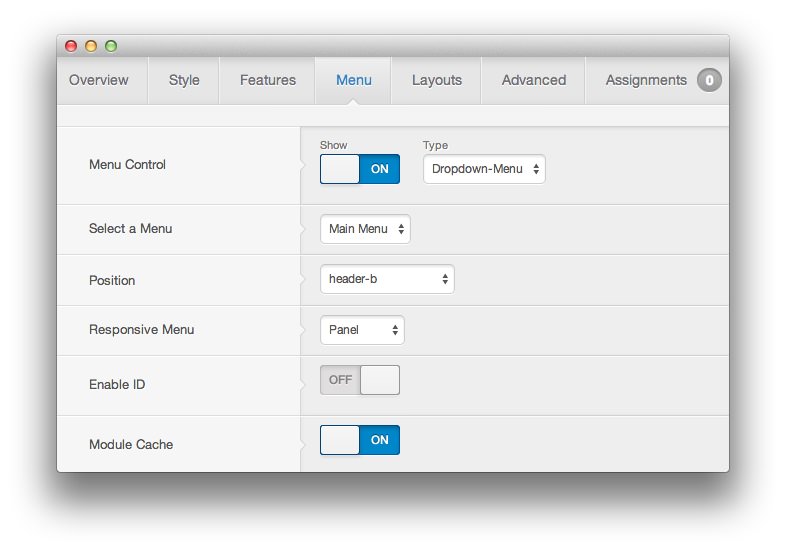 Overview Style Features Menu Layouts Advanced Assignments 0
Show Type
Menu Control ON Dropdown-Menu
Select a Menu Main Menu
Position header-b
Responsive Menu Panel
Enable ID OFF
Module Cache ON